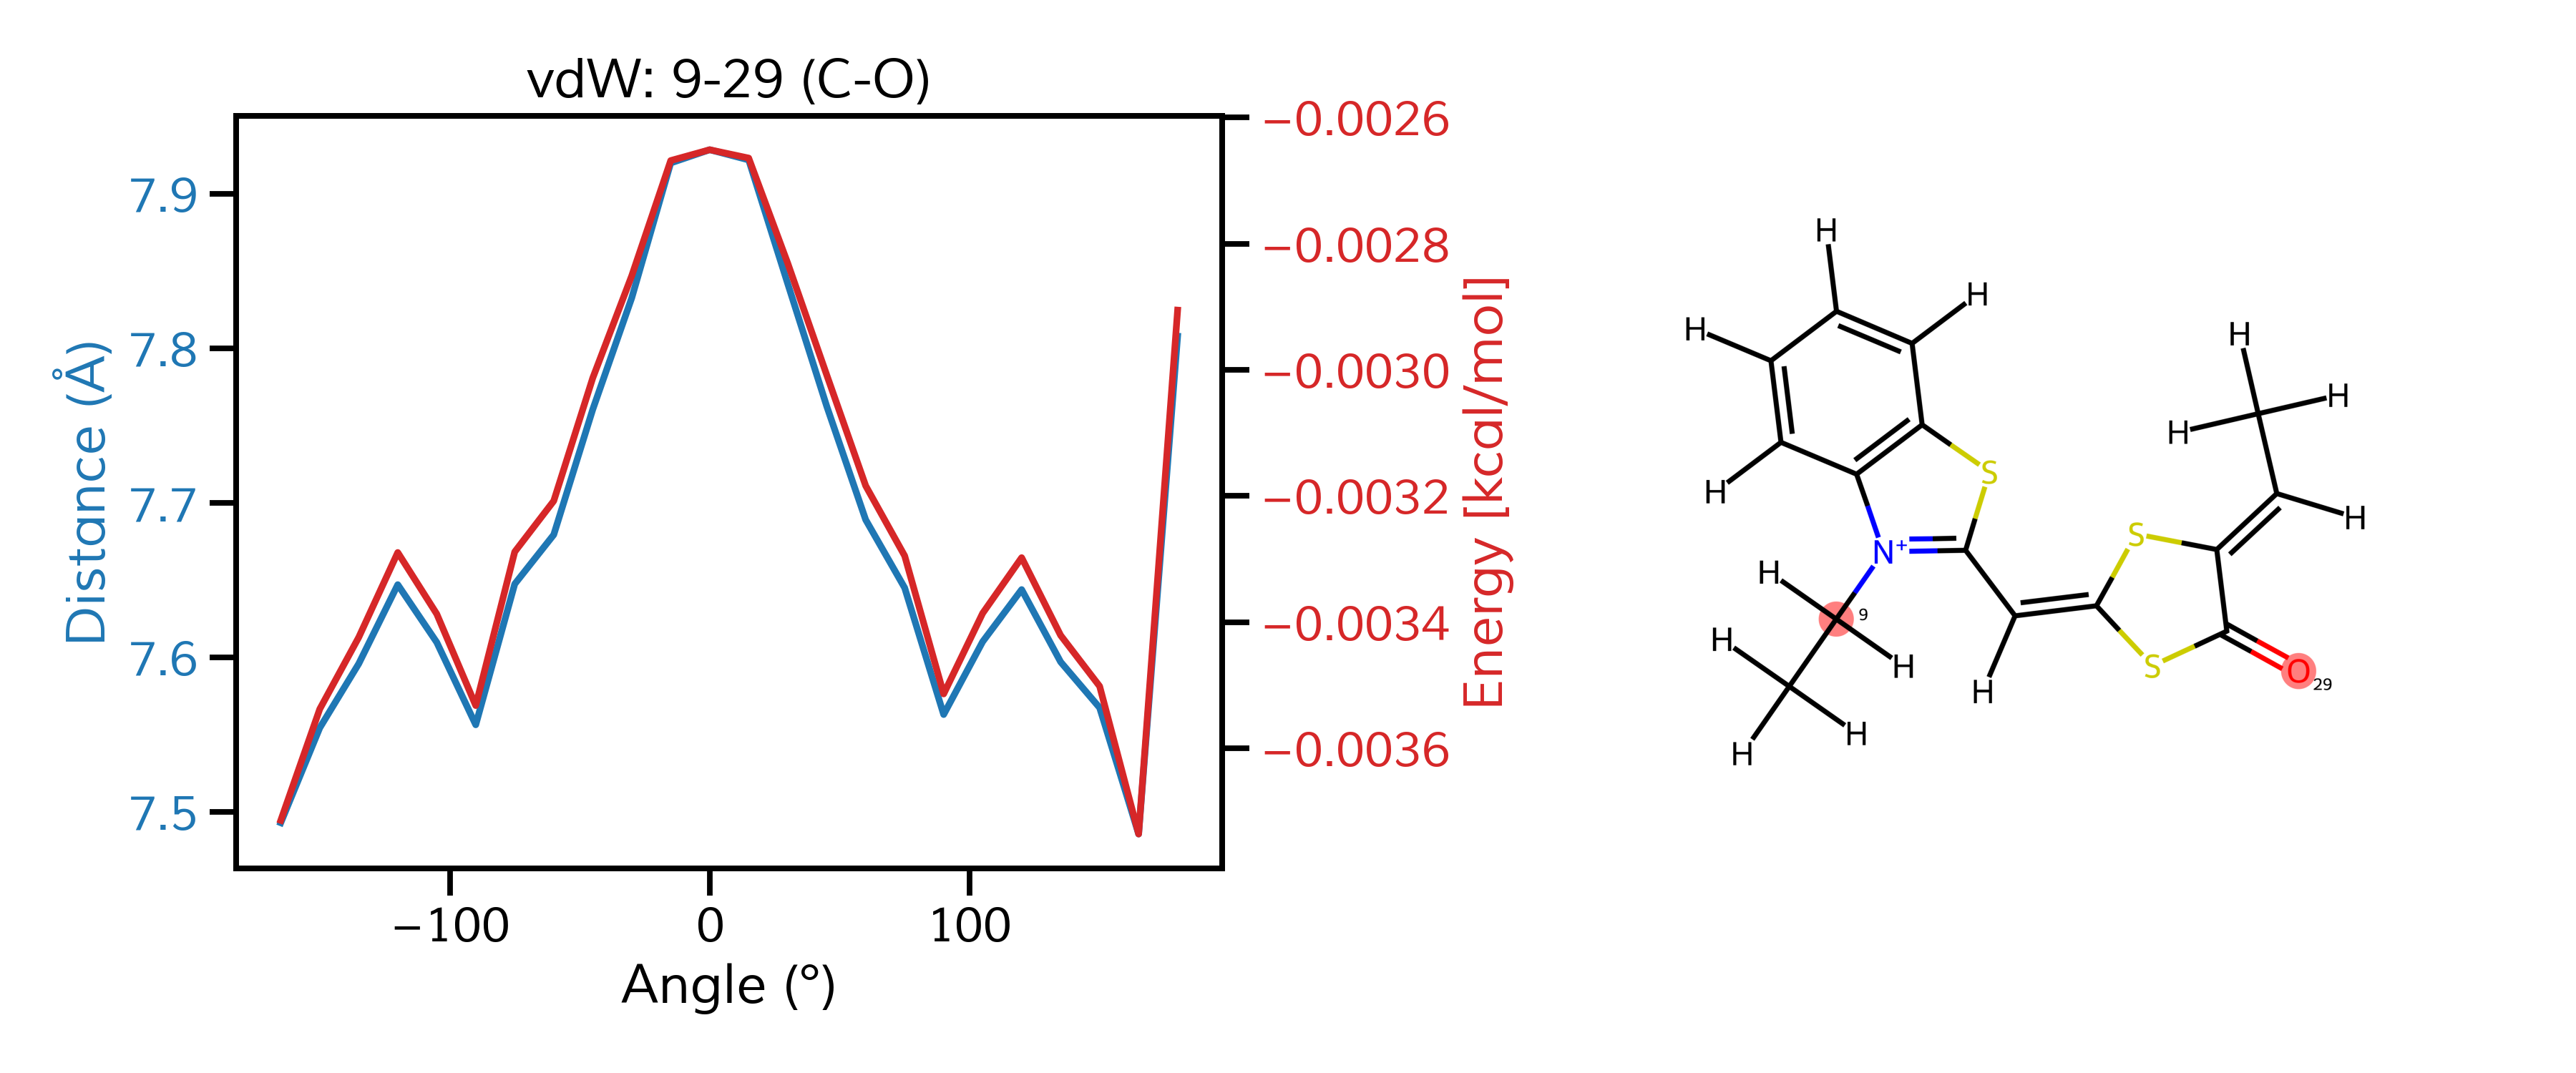 vdW: 9-29 (C-O)
Distance (Å)
7.9
7.8
7.7
7.6
7.5
−100
0
100
Angle (°)
−0.0026
−0.0028
−0.0030
−0.0032
−0.0034
−0.0036
Energy [kcal/mol]
H
H
H
H
S
N+
H
9
H
H
H
H
H
S
S
H
H
H
H
O
29